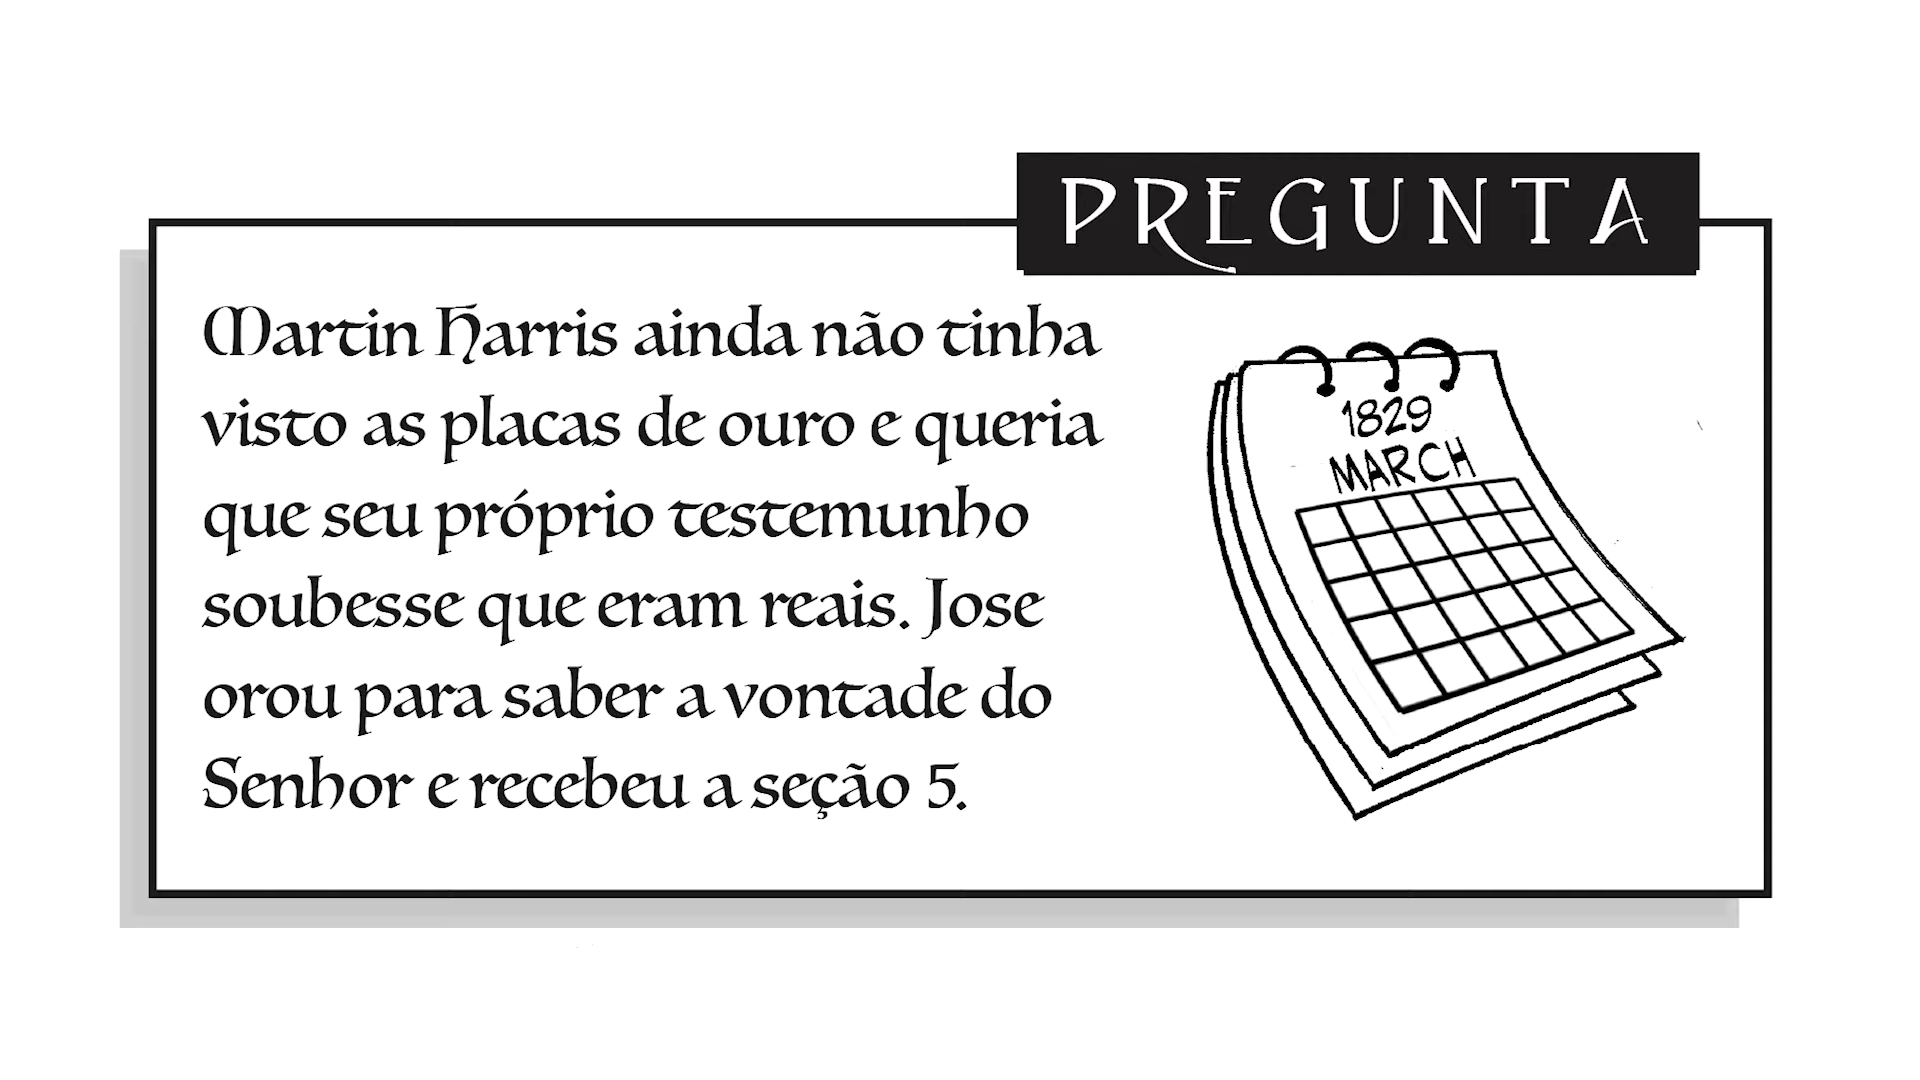 PREGUNTA
Martin Harris ainda não tinha
visto as placas de ouro e queria
que seu próprio testemunho
soubesse que eram reais. Jose
orou para saber a vontade do
Senhor e recebeu a seção 5.
1829
MARCH